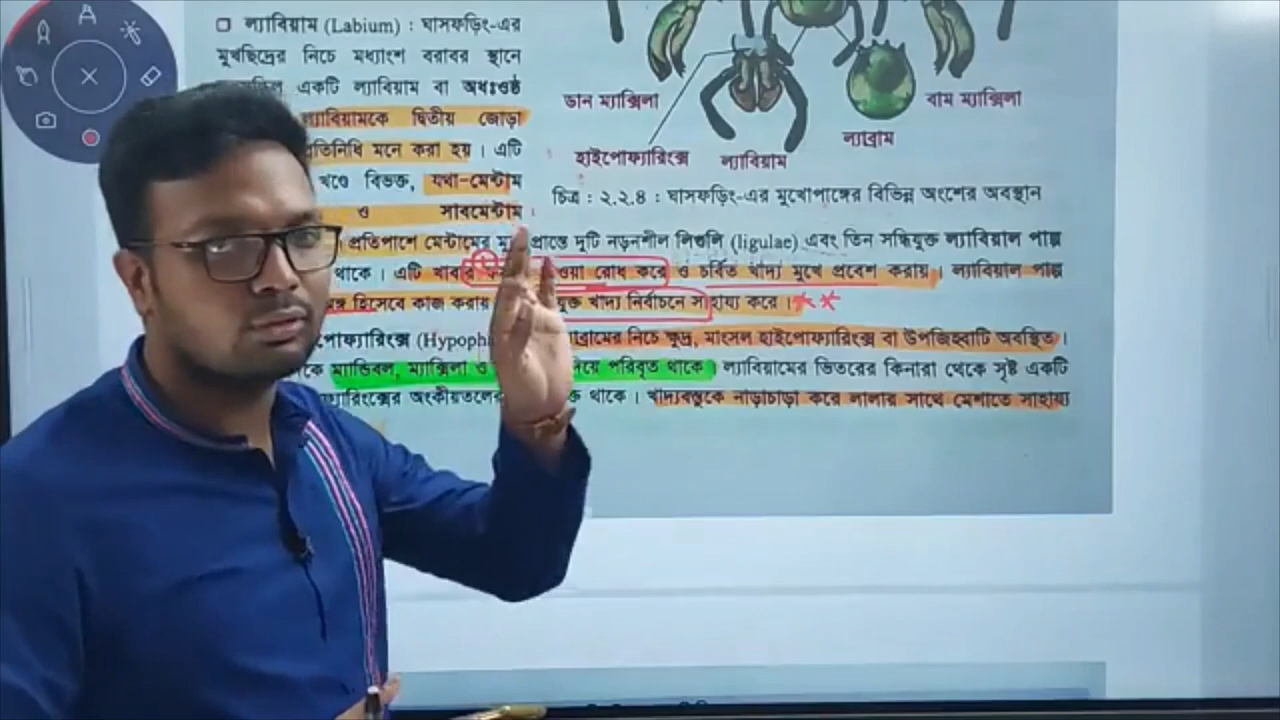 ল্যাবিয়াম (Labium) : ঘাসফড়িং-এর
মুখছিদ্রের নিচে মধ্যাংশ বরাবর স্থানে
একটি ল্যাবিয়াম বা অধঃওষ্ঠ
ল্যাবিয়ামকে দ্বিতীয় জোড়া
প্রতিনিধি মনে করা হয় । এটি
খণ্ডে বিভক্ত, যথা-মেন্টাম
ও সাবমেন্টাম
ডান ম্যাক্সিলা
বাম ম্যাক্সিলা
ল্যাব্রাম
হাইপোফ্যারিংক্স ল্যাবিয়াম
চিত্র : ২.২.৪ : ঘাসফড়িং-এর মুখোপাঙ্গের বিভিন্ন অংশের অবস্থান
। প্রতিপাশে মেন্টামের প্রান্তে দুটি নড়নশীল লিগুলি (ligulae) এবং তিন সন্ধিযুক্ত ল্যাবিয়াল পাল্প
থাকে । এটি খাবার রোধ করে ও চর্বিত খাদ্য মুখে প্রবেশ করায় । ল্যাবিয়াল পাল্প
হিসেবে কাজ করায় খাদ্য নির্বাচনে সাহায্য করে ।
(Hypoph নিচে ক্ষুদ্র, মাংসল হাইপোফ্যারিংক্স বা উপজিহ্বাটি অবস্থিত ।
ম্যান্ডিবল, ম্যাক্সিলা ও দিয়ে পরিবৃত থাকে । ল্যাবিয়ামের ভিতরের কিনারা থেকে সৃষ্ট একটি
অংকীয়তলের থাকে । খাদ্যবস্তুকে নাড়াচাড়া করে লালার সাথে মেশাতে সাহায্য